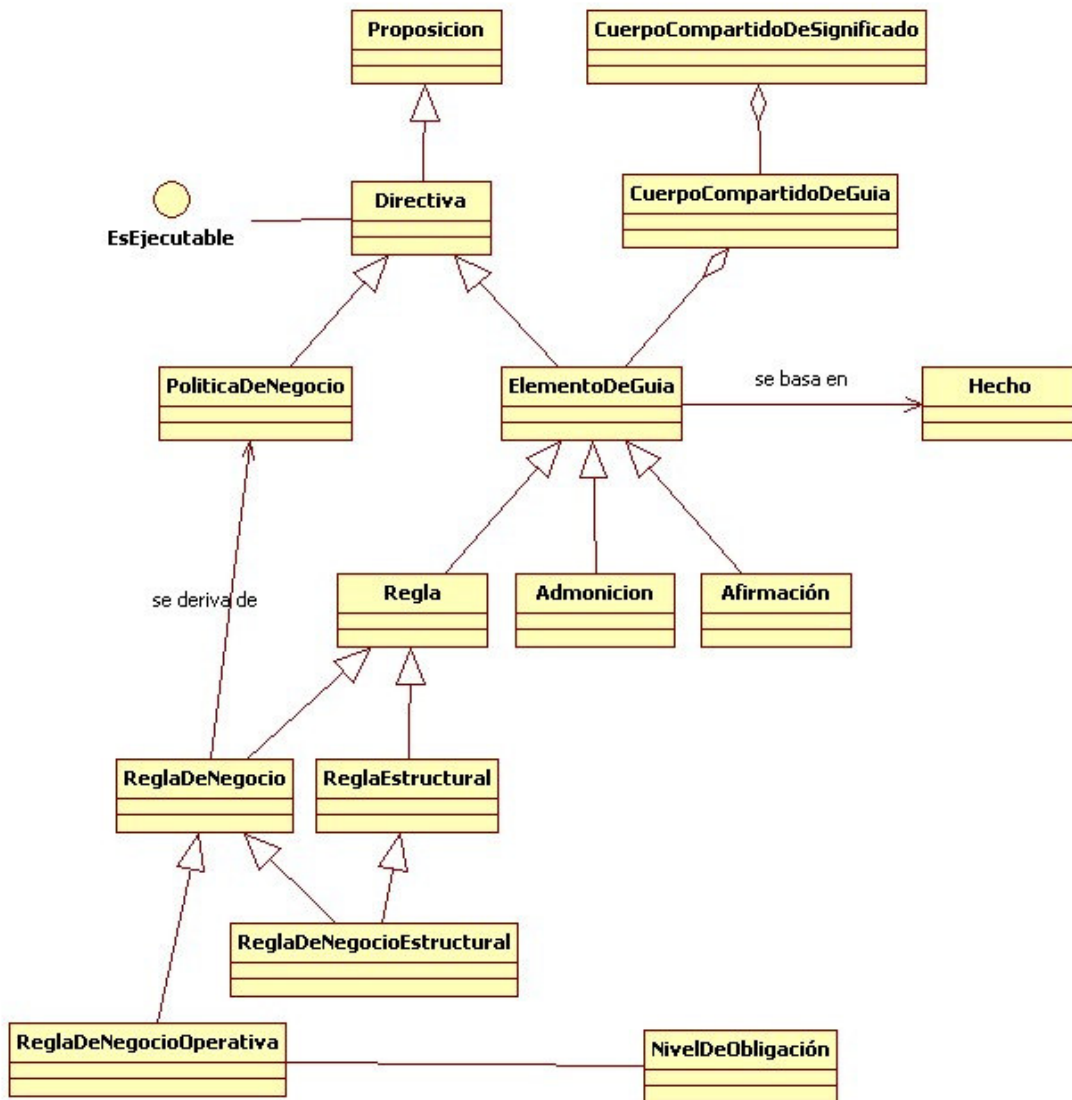 Proposicion
CuerpoCompartidoDeSignificado
Directiva
CuerpoCompartidoDeGuia
EsEjecutable
PoliticaDeNegocio
ElementoDeGuia
se basa en
Hecho
Regla
Admonicion
Afirmación
se deriva de
ReglaDeNegocio
ReglaEstructural
ReglaDeNegocioEstructural
ReglaDeNegocioOperativa
NivelDeObligación